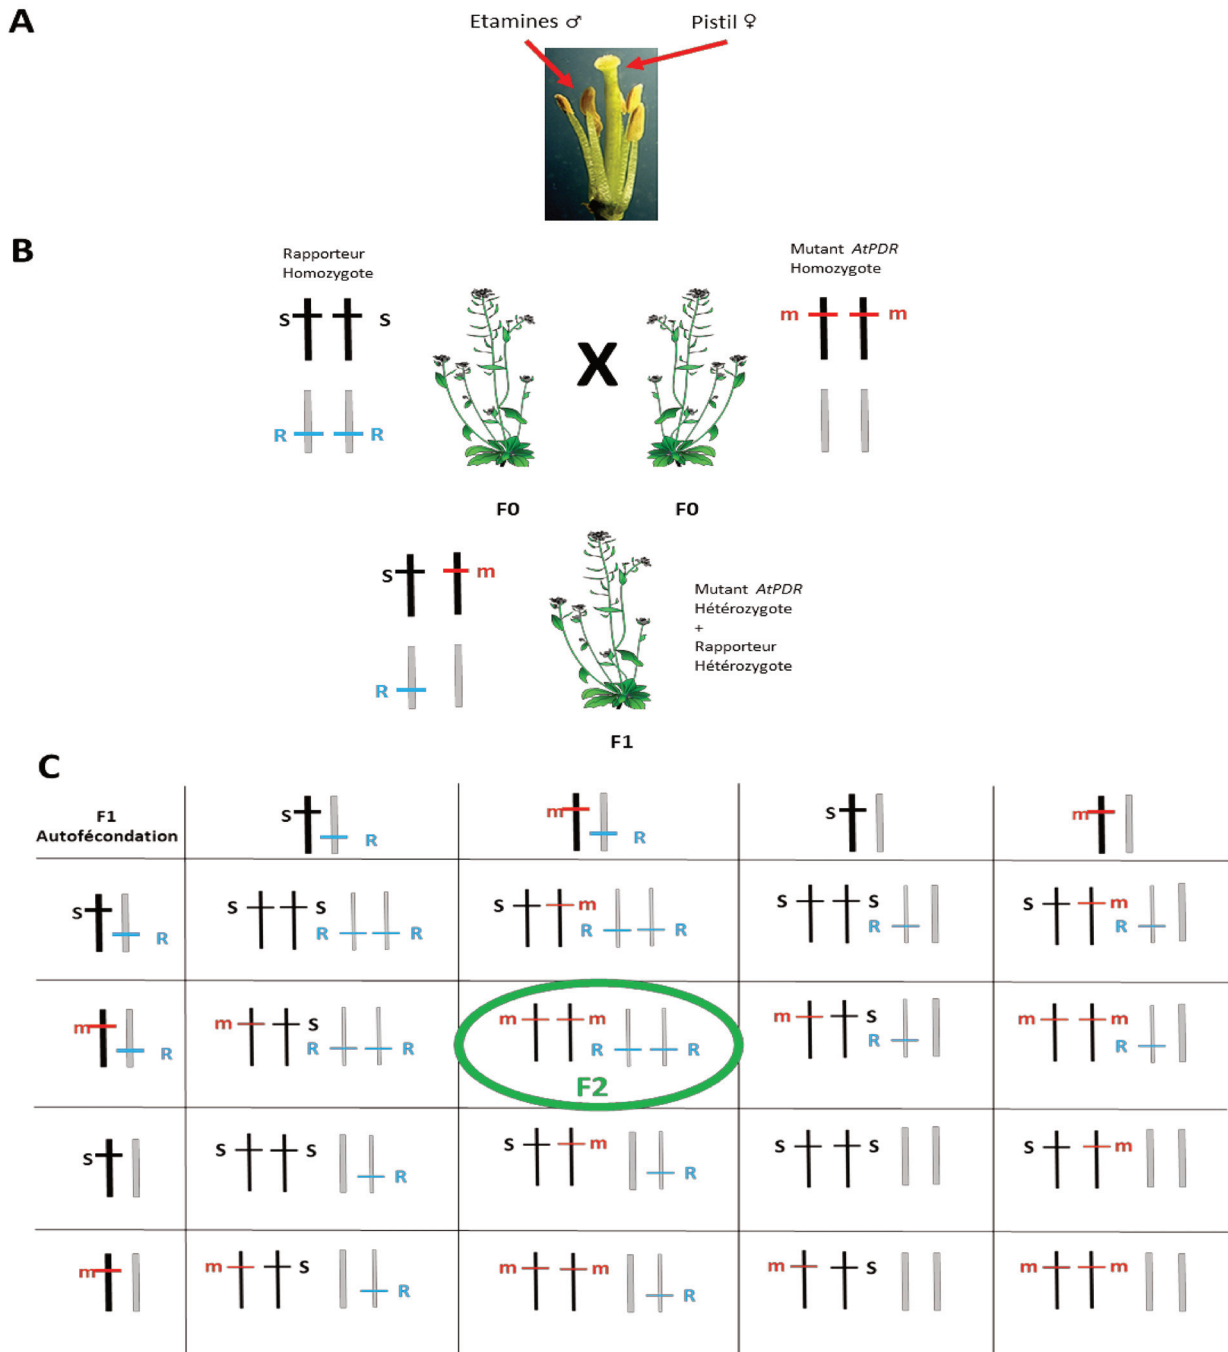 A
Etamines ♂
Pistil ♀
B
Rapporteur
Homozygote
S S
R R
X
Mutant AtPDR
Homozygote
m m
F0 F0
S m
R
Mutant AtPDR
Hétérozygote
+
Rapporteur
Hétérozygote
F1
C
F1
Autofécondation
S R
m R
S
m
S R
S S R R
S m R R
S S R
S m R
m R
m S R R
m m R R
F2
m S R
m m R
S
S S R
S m R
S S
S m
m
m S R
m m R
m S
m m